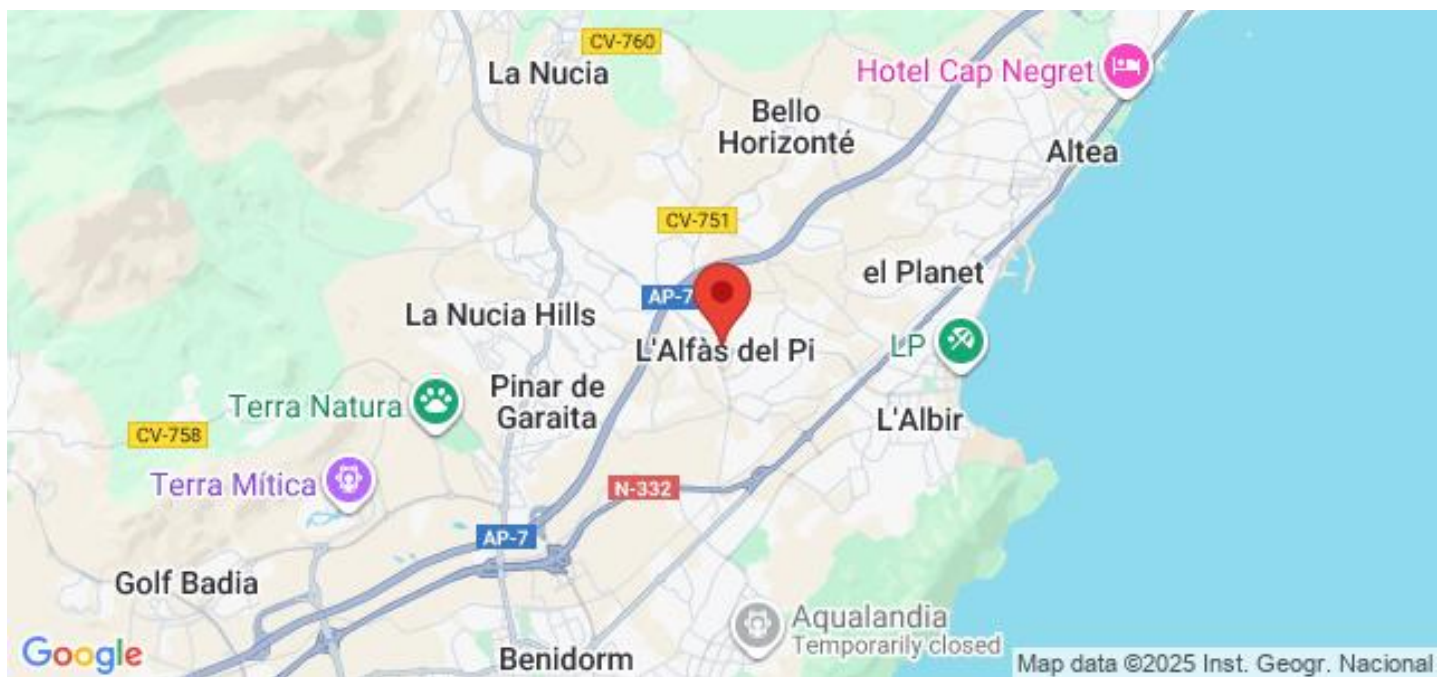 CV-760
La Nucia
Hotel Cap Negret
Bello
Horizonté
Altea
CV-751
el Planet
AP-7
La Nucia Hills
L'Alfàs del Pi
LP
Pinar de
Garaita
Terra Natura
L'Albir
CV-758
Terra Mítica
N-332
AP-7
Golf Badia
Aqualandia
Temporarily closed
Benidorm
Google
Map data ©2025 Inst. Geogr. Nacional